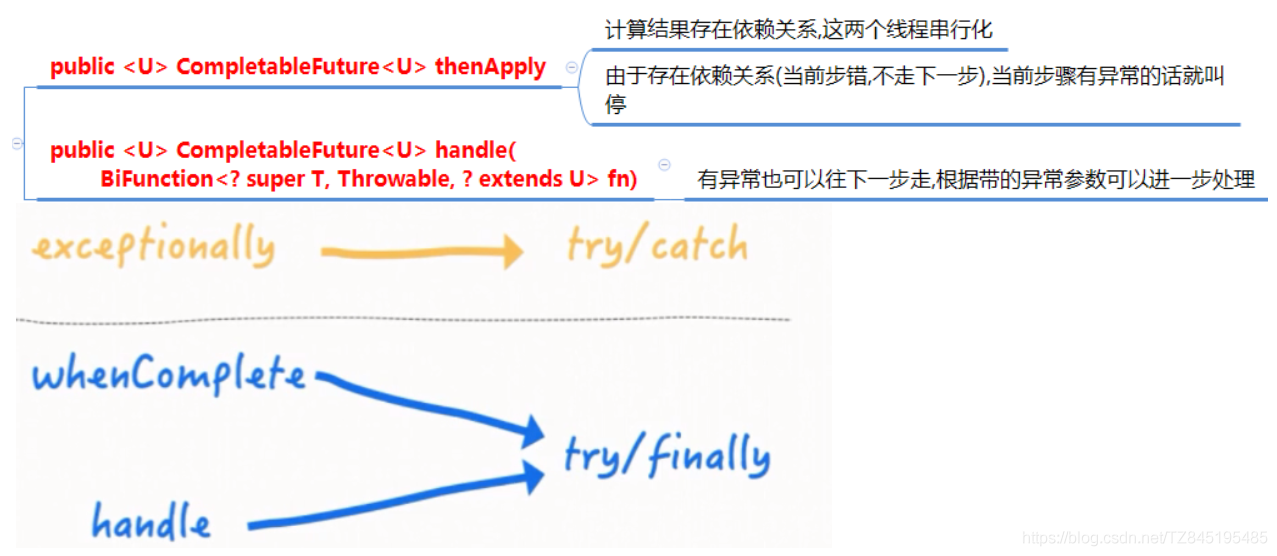 计算结果存在依赖关系,这两个线程串行化
public <U> CompletableFuture<U> thenApply
由于存在依赖关系(当前步错,不走下一步),当前步骤有异常的话就叫
停
public <U> CompletableFuture<U> handle(
BiFunction<? super T, Throwable, ? extends U> fn)
有异常也可以往下一步走,根据带的异常参数可以进一步处理
exceptionally try/catch
whenComplete
try/finally
handle
https://blog.csdn.net/TZ845195485